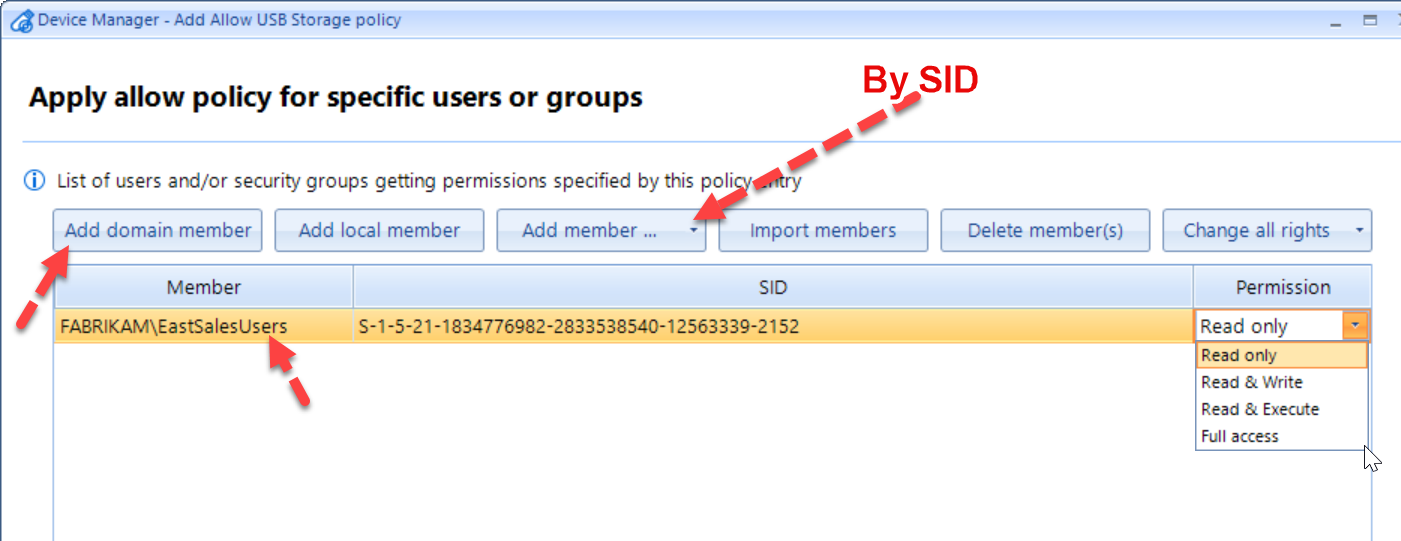 Device Manager - Add Allow USB Storage policy
By SID
Apply allow policy for specific users or groups
List of users and/or security groups getting permissions specified by this policy entry
Add domain member
Add local member
Add member ...
Import members
Delete member(s)
Change all rights
Member
SID
Permission
FABRIKAM\EastSalesUsers
S-1-5-21-1834776982-2833538540-12563339-2152
Read only
Read only
Read & Write
Read & Execute
Full access